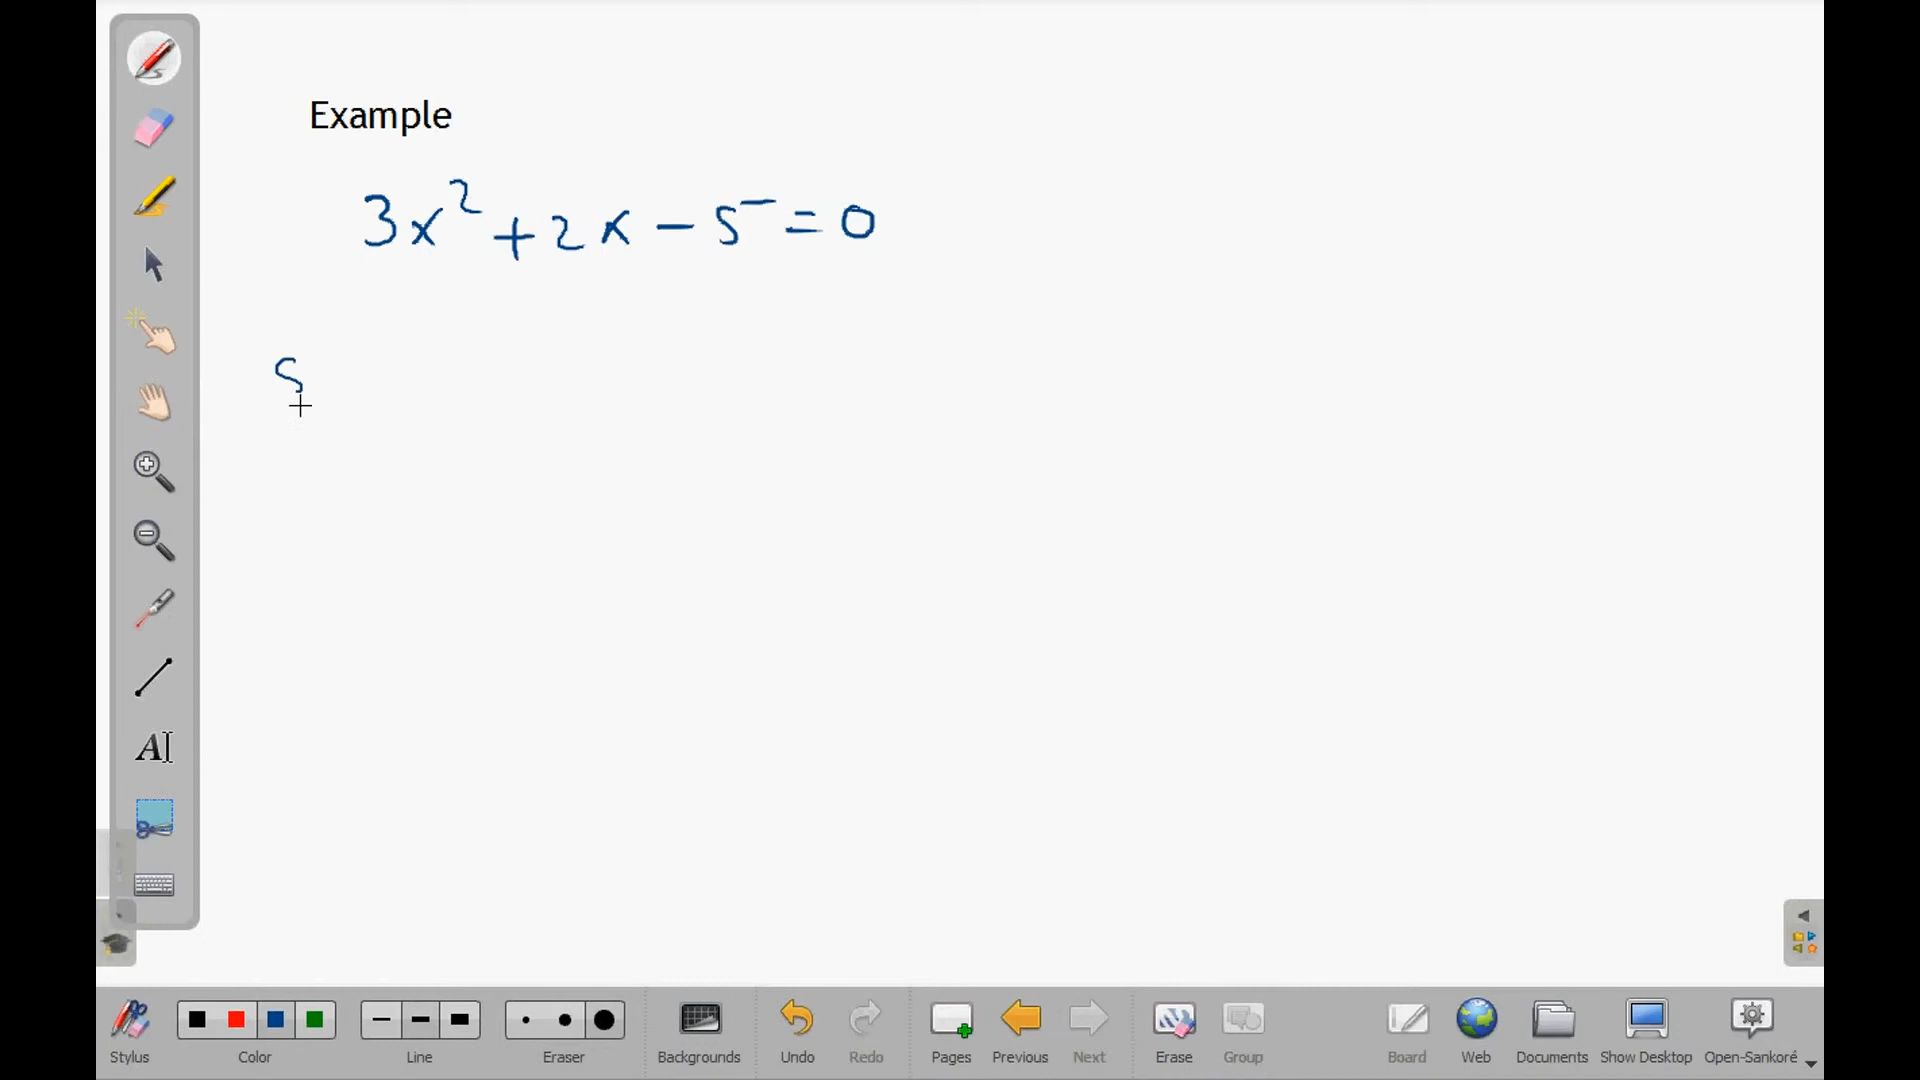 Example
3x² + 2x - 5 = 0
S
Stylus Color Line Eraser Backgrounds Undo Redo Pages Previous Next Erase Group Board Web Documents Show Desktop Open-Sankoré